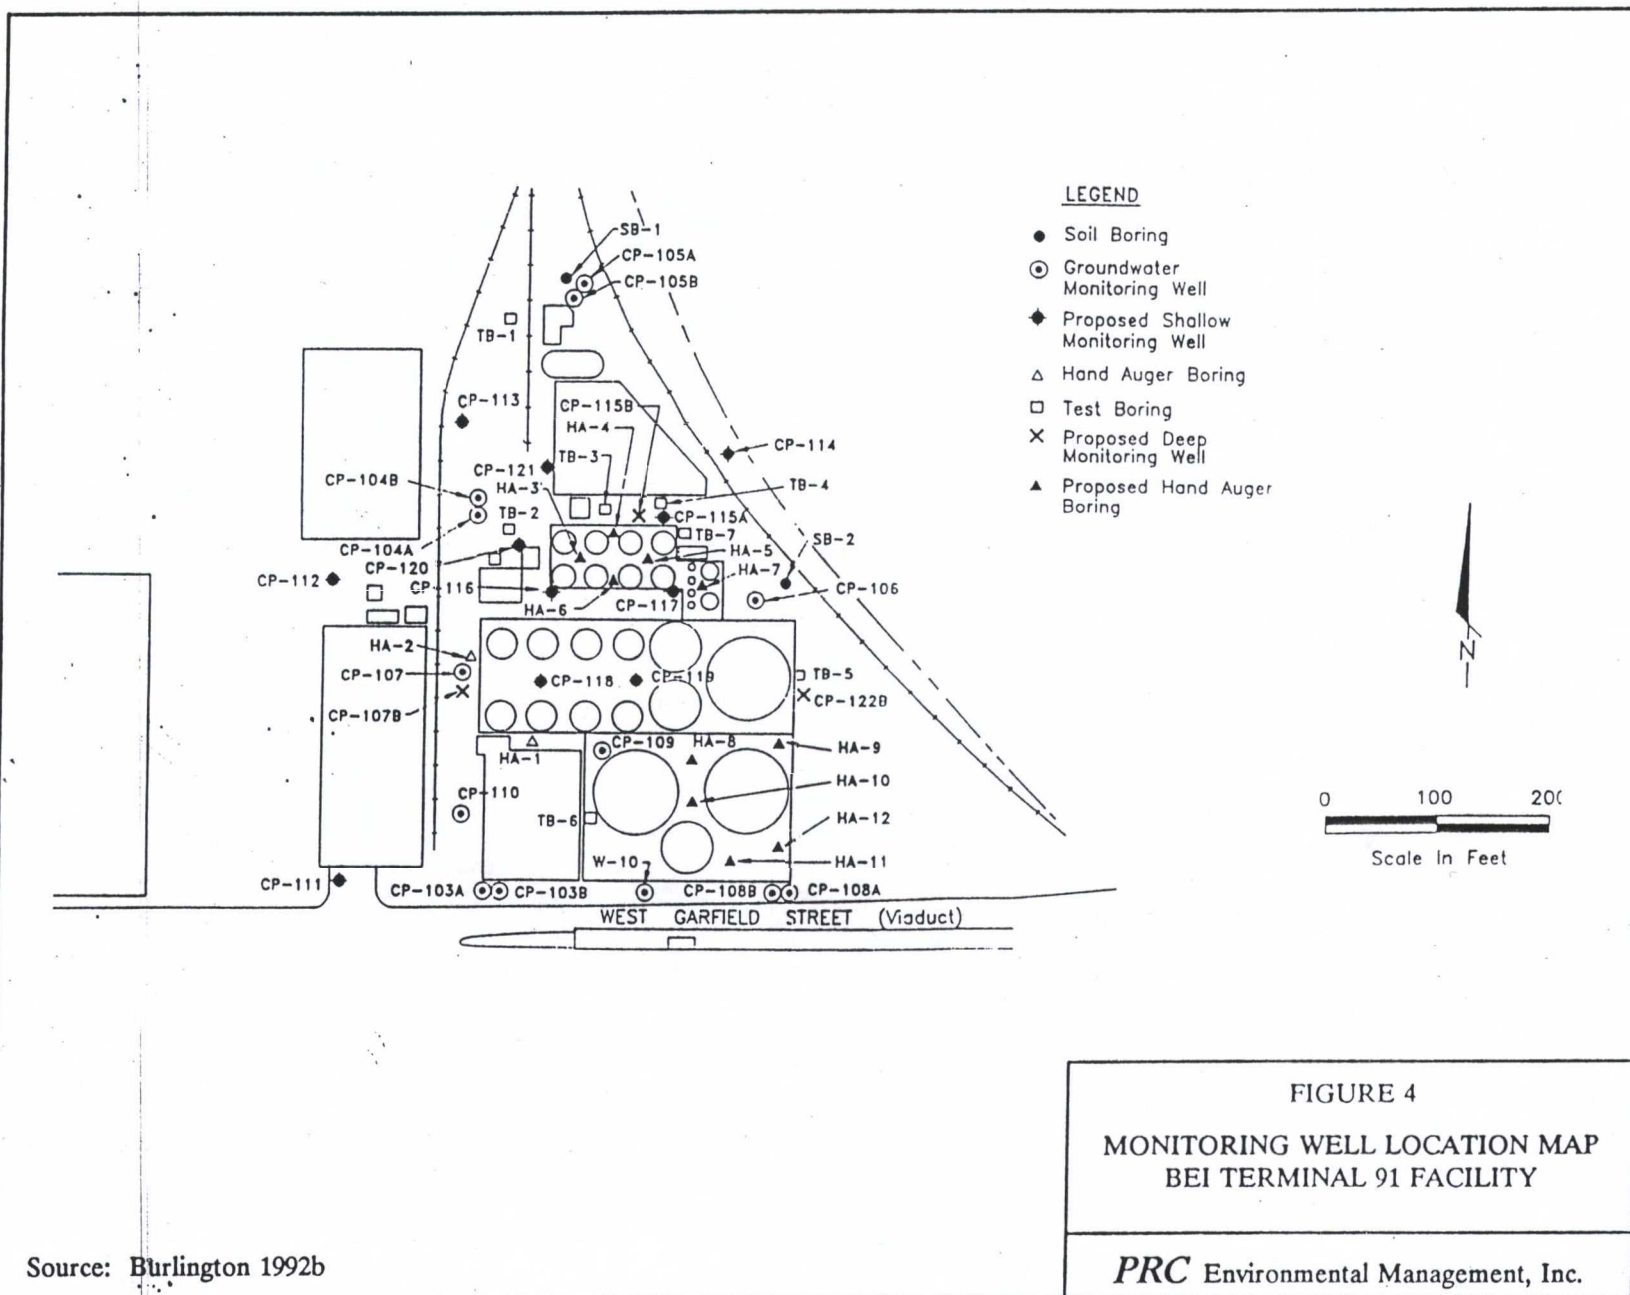 LEGEND
Soil Boring
Groundwater
Monitoring Well
Proposed Shallow
Monitoring Well
Hand Auger Boring
Test Boring
Proposed Deep
Monitoring Well
Proposed Hand Auger
Boring
SB-1
CP-105A
CP-105B
TB-1
CP-113
CP-115B
HA-4
CP-114
TB-3
CP-121
CP-104B
HA-3
TB-4
TB-2
CP-115A
TB-7
SB-2
CP-104A
HA-5
CP-120
HA-7
CP-112
CP-116
CP-106
HA-6
CP-117
HA-2
CP-107
CP-118
CP-119
TB-5
CP-122B
CP-107B
CP-109
HA-8
HA-9
HA-1
HA-10
CP-110
TB-6
HA-12
W-10
HA-11
CP-111
CP-103A
CP-103B
CP-108B
CP-108A
WEST GARFIELD STREET (Viaduct)
N
0 100 200
Scale In Feet
FIGURE 4
MONITORING WELL LOCATION MAP
BEI TERMINAL 91 FACILITY
Source: Burlington 1992b
PRC Environmental Management, Inc.